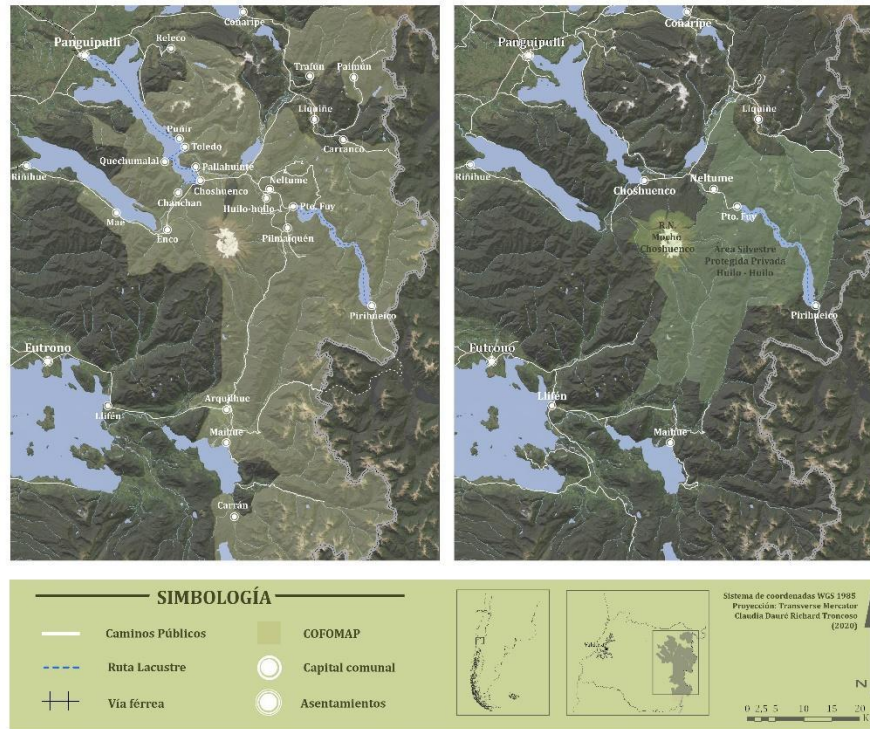 Coñaripe
Panguipulli
Releco
Trafún
Paimún
Liquiñe
Carranco
Puñir
Toledo
Quechumalal
Pallahuinte
Choshuenco
Riñihue
Chanchan
Neltume
Huilo-huilo
Pto. Fuy
Mae
Enco
Pilmaiquén
Pirihueico
Futrono
Llifén
Arquilhue
Maihue
Carrán
Coñaripe
Panguipulli
Liquiñe
Riñihue
Choshuenco
Neltume
Pto. Fuy
R.N.
Mocho
Choshuenco
Área Silvestre
Protegida Privada
Huilo - Huilo
Pirihueico
Futrono
Llifén
Maihue
SIMBOLOGÍA
Caminos Públicos
COFOMAP
Ruta Lacustre
Capital comunal
Vía férrea
Asentamientos
Sistema de coordenadas WGS 1985
Proyección: Transverse Mercator
Claudia Dauré Richard Troncoso
(2020)
N
0 2,5 5 10 15 20